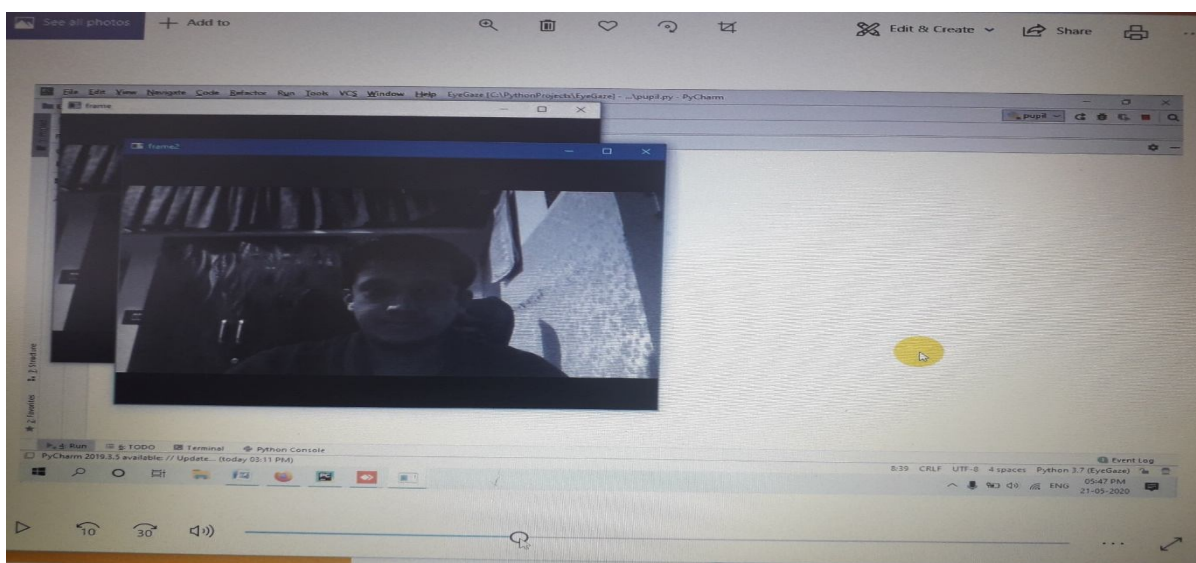 See all photos + Add to Edit & Create Share
File Edit View Navigate Code Refactor Run Tools VCS Window Help EyeGaze [C:\PythonProjects\EyeGaze] - ...\pupil.py - PyCharm
frame
pupil
frame2
Z: Structure
2: Favorites
4: Run 6: TODO Terminal Python Console
Event Log
PyCharm 2019.3.5 available: // Update... (today 03:11 PM)
8:39 CRLF UTF-8 4 spaces Python 3.7 (EyeGaze)
ENG 05:47 PM
21-05-2020
10 30